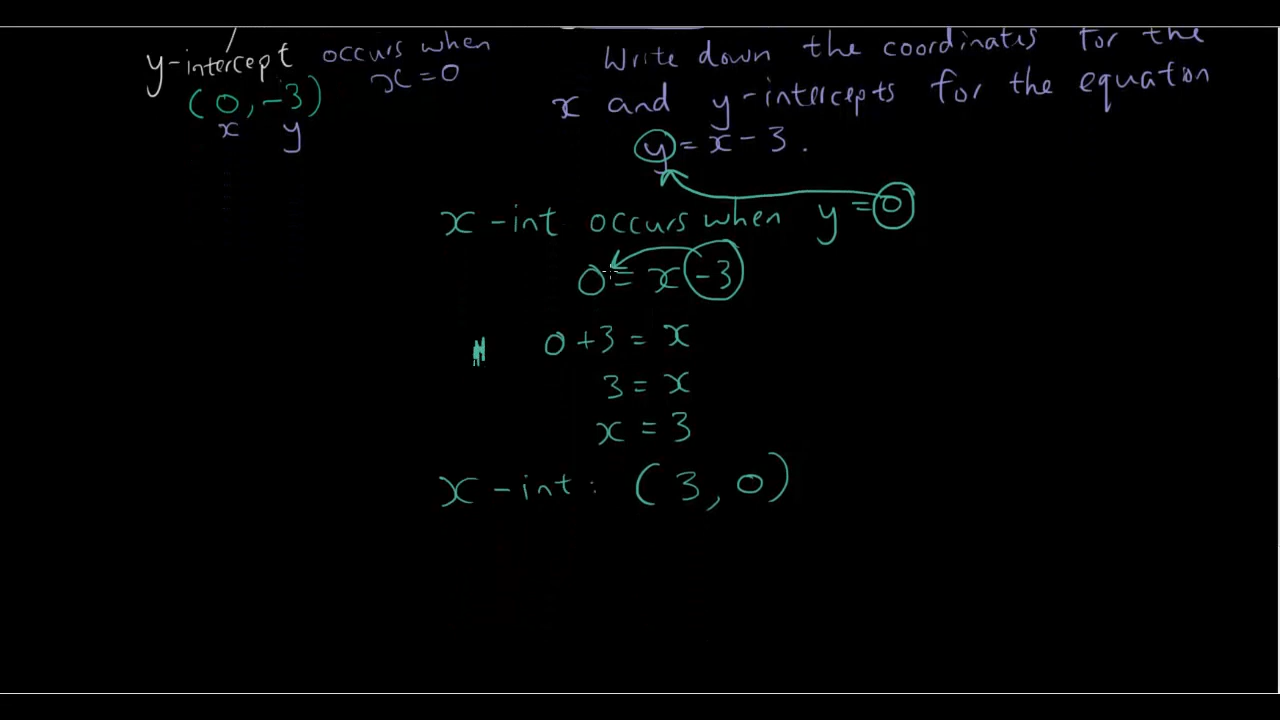 y-intercept occurs when
x = 0
(0, -3)
x y
Write down the coordinates for the
x and y-intercepts for the equaton
y = x - 3.
x-int occurs when y = 0
0 = x - 3
0 + 3 = x
3 = x
x = 3
x-int: (3, 0)